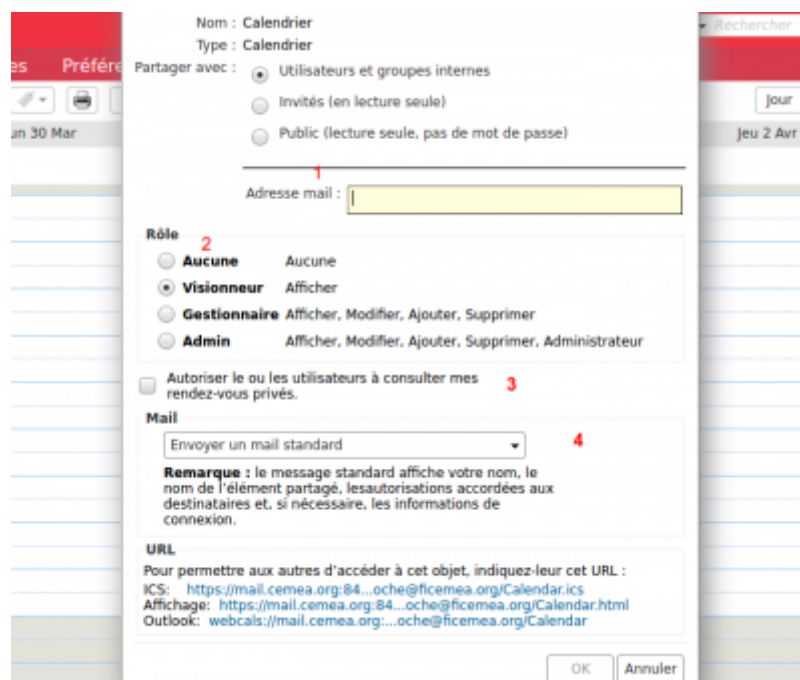 Nom : Calendrier
Type : Calendrier
Rechercher
es Préfére
Partager avec : Utilisateurs et groupes internes
Invités (en lecture seule)
Jour
Public (lecture seule, pas de mot de passe)
un 30 Mar
Jeu 2 Avr
1
Adresse mail :
Rôle
2
Aucune Aucune
Visionneur Afficher
Gestionnaire Afficher, Modifier, Ajouter, Supprimer
Admin Afficher, Modifier, Ajouter, Supprimer, Administrateur
Autoriser le ou les utilisateurs à consulter mes
rendez-vous privés.
3
Mail
Envoyer un mail standard
4
Remarque : le message standard affiche votre nom, le
nom de l'élément partagé, lesautorisations accordées aux
destinataires et, si nécessaire, les informations de
connexion.
URL
Pour permettre aux autres d'accéder à cet objet, indiquez-leur cet URL :
ICS: https://mail.cemea.org:84...oche@ficemea.org/Calendar.ics
Affichage: https://mail.cemea.org:84...oche@ficemea.org/Calendar.html
Outlook: webcals://mail.cemea.org:...oche@ficemea.org/Calendar
OK Annuler